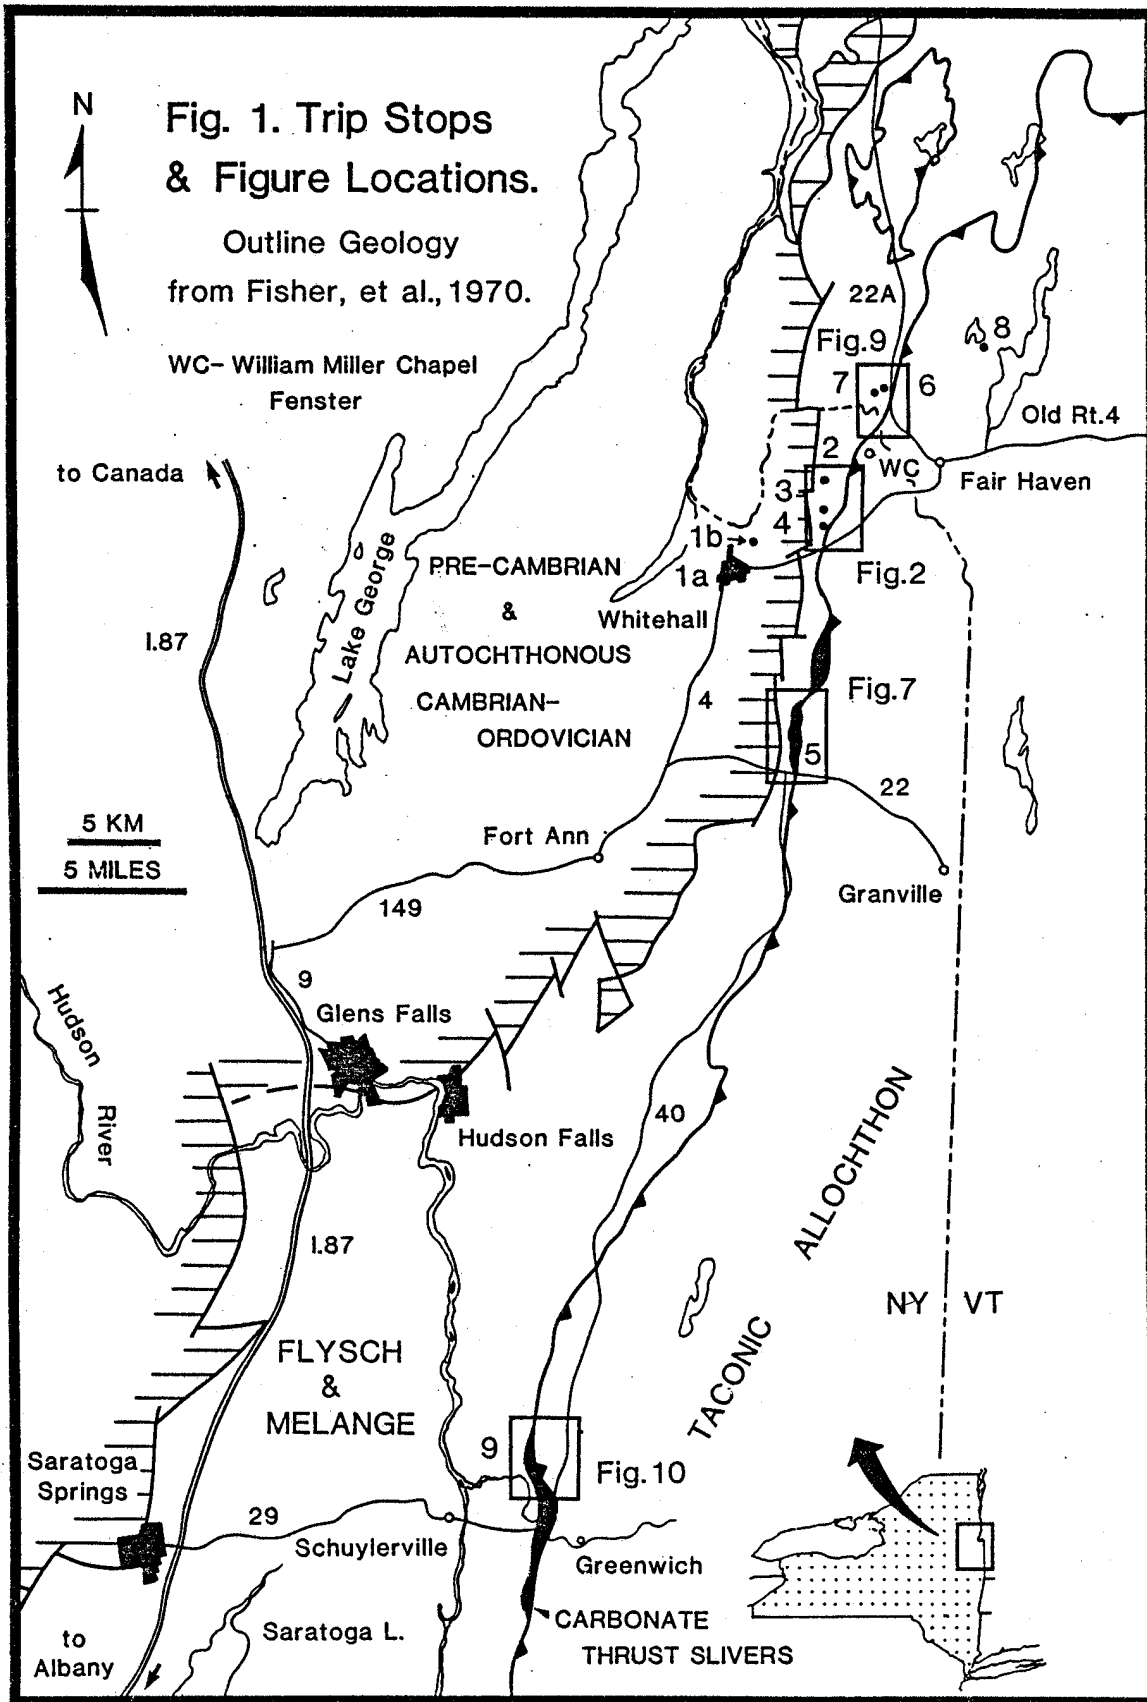 N
Fig. 1. Trip Stops
& Figure Locations.
Outline Geology
from Fisher, et al., 1970.
WC- William Miller Chapel
Fenster
22A
8
Fig.9
7
6
Old Rt.4
to Canada
2
WC
Fair Haven
3
4
1b
1a
Fig.2
Lake George
PRE-CAMBRIAN
&
AUTOCHTHONOUS
CAMBRIAN-
ORDOVICIAN
Whitehall
I.87
4
Fig.7
5
22
5 KM
5 MILES
Fort Ann
Granville
149
9
Glens Falls
Hudson
River
Hudson Falls
40
I.87
TACONIC
ALLOCHTHON
NY
VT
FLYSCH
&
MELANGE
9
Fig.10
Saratoga
Springs
29
Schuylerville
Greenwich
CARBONATE
THRUST SLIVERS
to
Albany
Saratoga L.